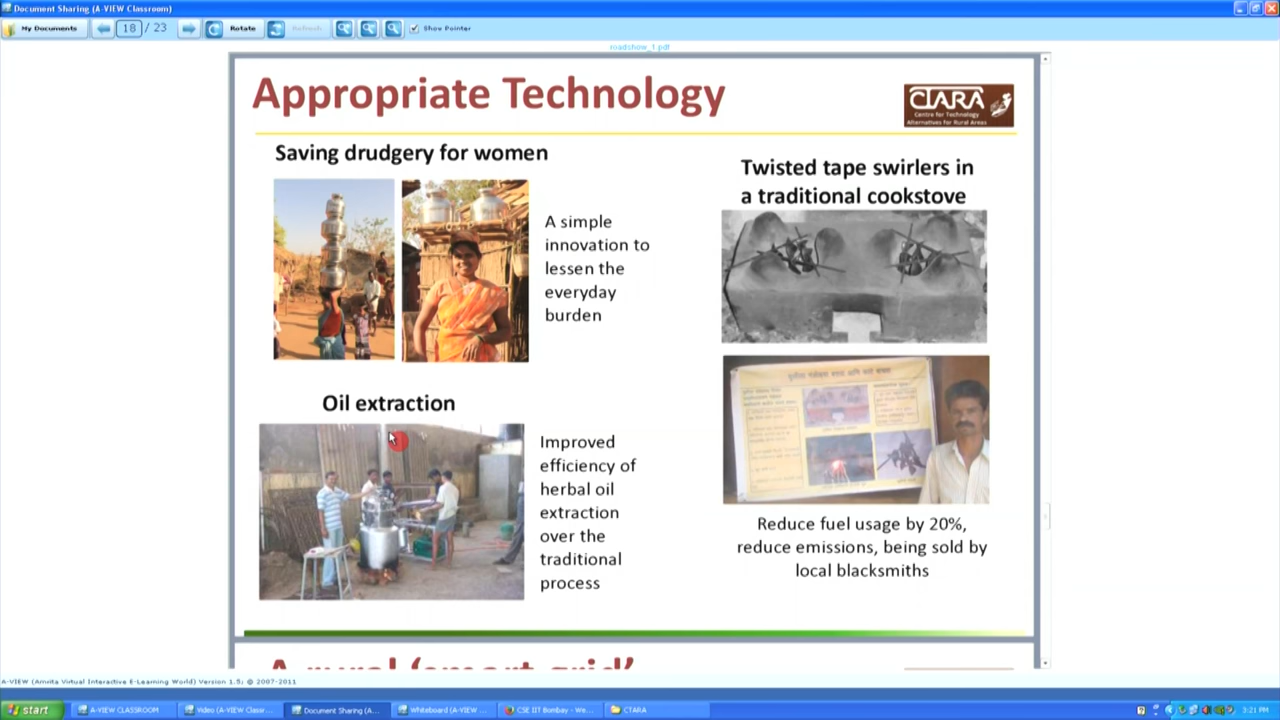 Document Sharing (A-VIEW Classroom)
My Documents
18 / 23
Rotate
Refresh
Show Pointer
roadshow_1.pdf
Appropriate Technology
CTARA
Centre for Technology
Alternatives for Rural Areas
Saving drudgery for women
A simple
innovation to
lessen the
everyday
burden
Twisted tape swirlers in
a traditional cookstove
Oil extraction
Improved
efficiency of
herbal oil
extraction
over the
traditional
process
Reduce fuel usage by 20%,
reduce emissions, being sold by
local blacksmiths
A rural 'smart grid'
A-VIEW (Amrita Virtual Interactive E-Learning World) Version 1.5; © 2007-2011
start
A-VIEW CLASSROOM
Video (A-VIEW Classr...
Document Sharing (A...
Whiteboard (A-VIEW ...
CSE IIT Bombay - We...
CTARA
3:21 PM